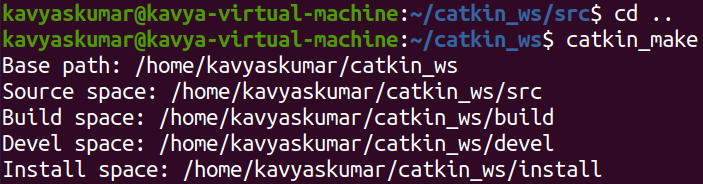 kavyaskumar@kavya-virtual-machine:~/catkin_ws/src$ cd ..
kavyaskumar@kavya-virtual-machine:~/catkin_ws$ catkin_make
Base path: /home/kavyaskumar/catkin_ws
Source space: /home/kavyaskumar/catkin_ws/src
Build space: /home/kavyaskumar/catkin_ws/build
Devel space: /home/kavyaskumar/catkin_ws/devel
Install space: /home/kavyaskumar/catkin_ws/install